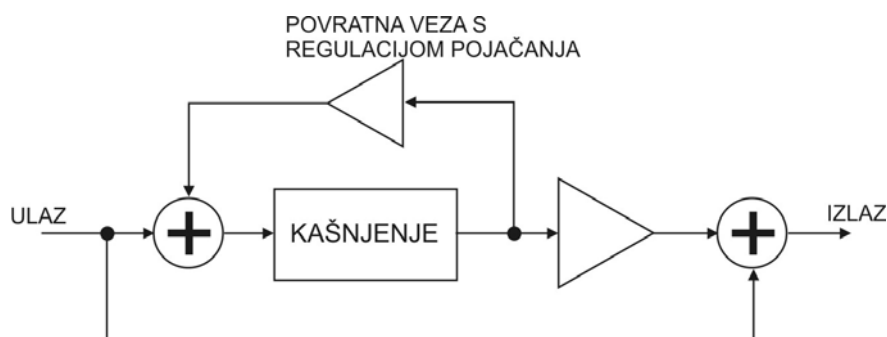 POVRATNA VEZA S
REGULACIJOM POJAČANJA
ULAZ
KAŠNJENJE
IZLAZ